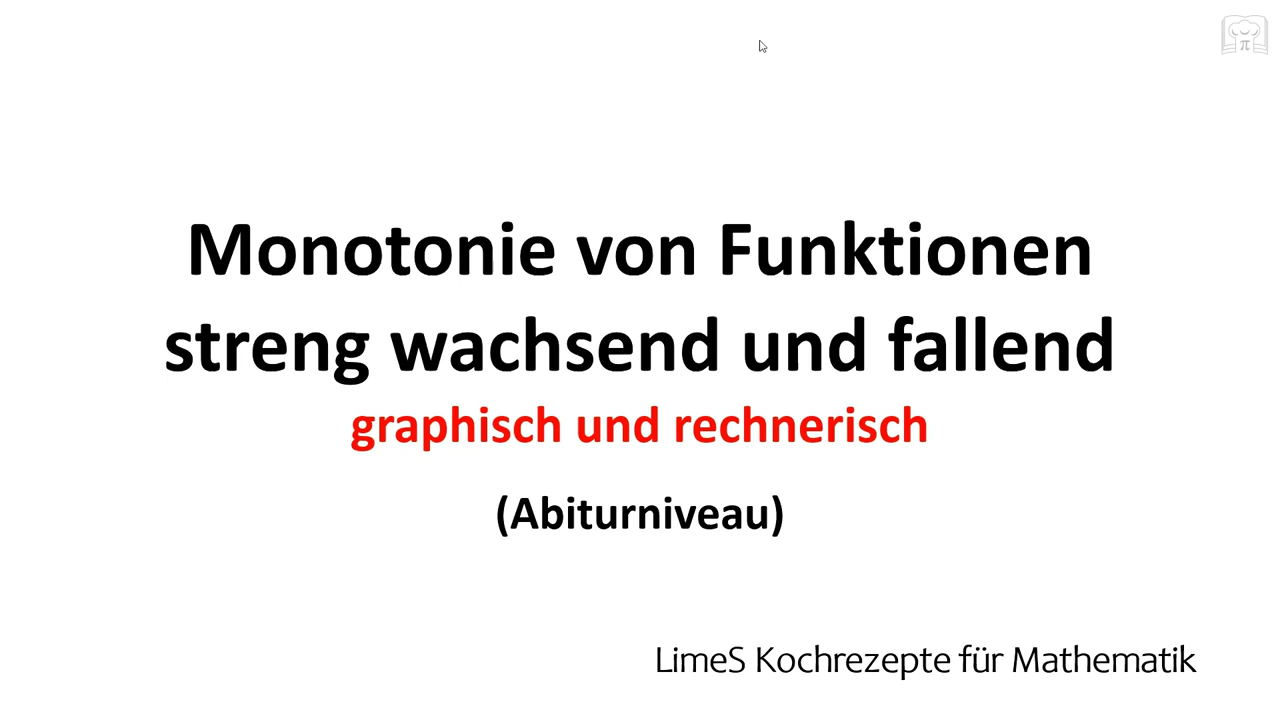 Monotonie von Funktionen
streng wachsend und fallend
graphisch und rechnerisch
(Abiturniveau)
LimeS Kochrezepte für Mathematik
π